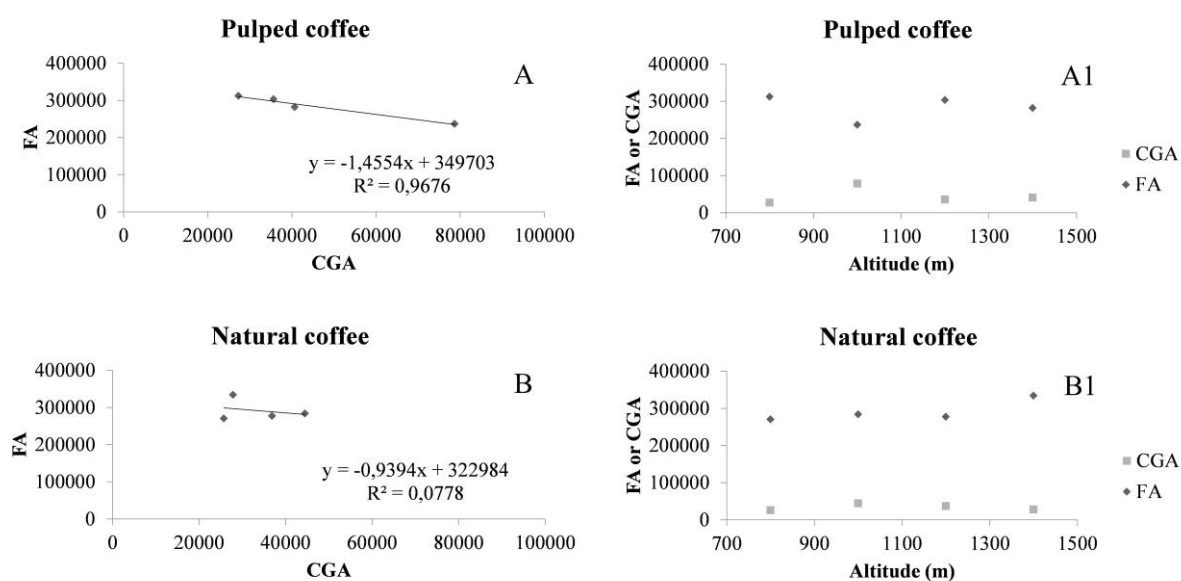 Pulped coffee
A
400000
300000
200000
100000
0
FA
y = -1,4554x + 349703
R² = 0,9676
0 20000 40000 60000 80000 100000
CGA
Pulped coffee
A1
400000
300000
200000
100000
0
FA or CGA
CGA
FA
700 900 1100 1300 1500
Altitude (m)
Natural coffee
B
400000
300000
200000
100000
0
FA
y = -0,9394x + 322984
R² = 0,0778
0 20000 40000 60000 80000 100000
CGA
Natural coffee
B1
400000
300000
200000
100000
0
FA or CGA
CGA
FA
700 900 1100 1300 1500
Altitude (m)